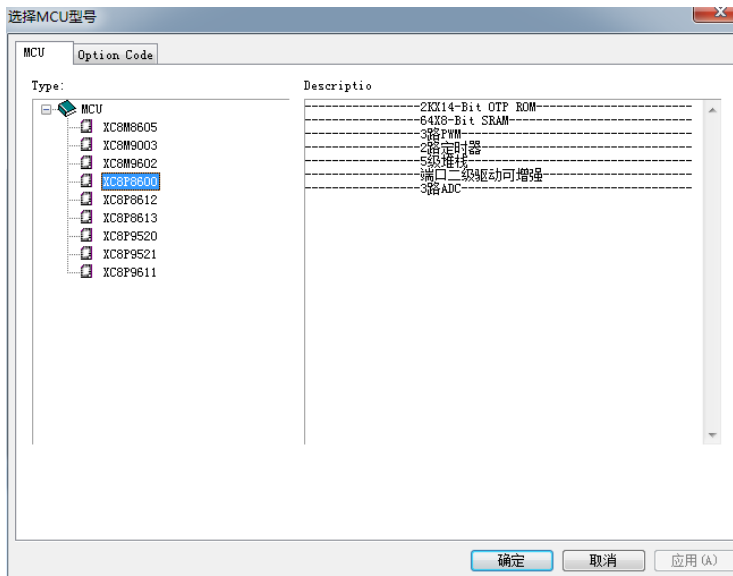 选择MCU型号
MCU
Option Code
Type:
Descriptio
MCU
XC8M8605
XC8M9003
XC8M9602
XC8P8600
XC8P8612
XC8P8613
XC8P9520
XC8P9521
XC8P9611
-----------------2KX14-Bit OTP ROM-----------------------
-----------------64X8-Bit SRAM---------------------------
-----------------3路PWM----------------------------------
-----------------2路定时器--------------------------------
-----------------5级堆栈----------------------------------
-----------------端口二级驱动可增强------------------------
-----------------3路ADC----------------------------------
确定
取消
应用(A)